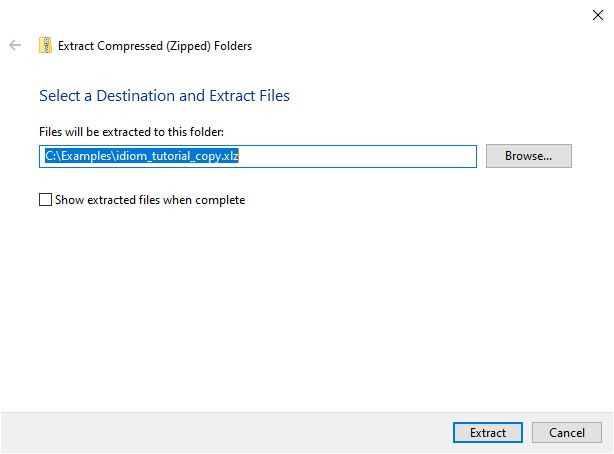 Extract Compressed (Zipped) Folders
Select a Destination and Extract Files
Files will be extracted to this folder:
C:\Examples\idiom_tutorial_copy.xlz
Browse...
Show extracted files when complete
Extract
Cancel